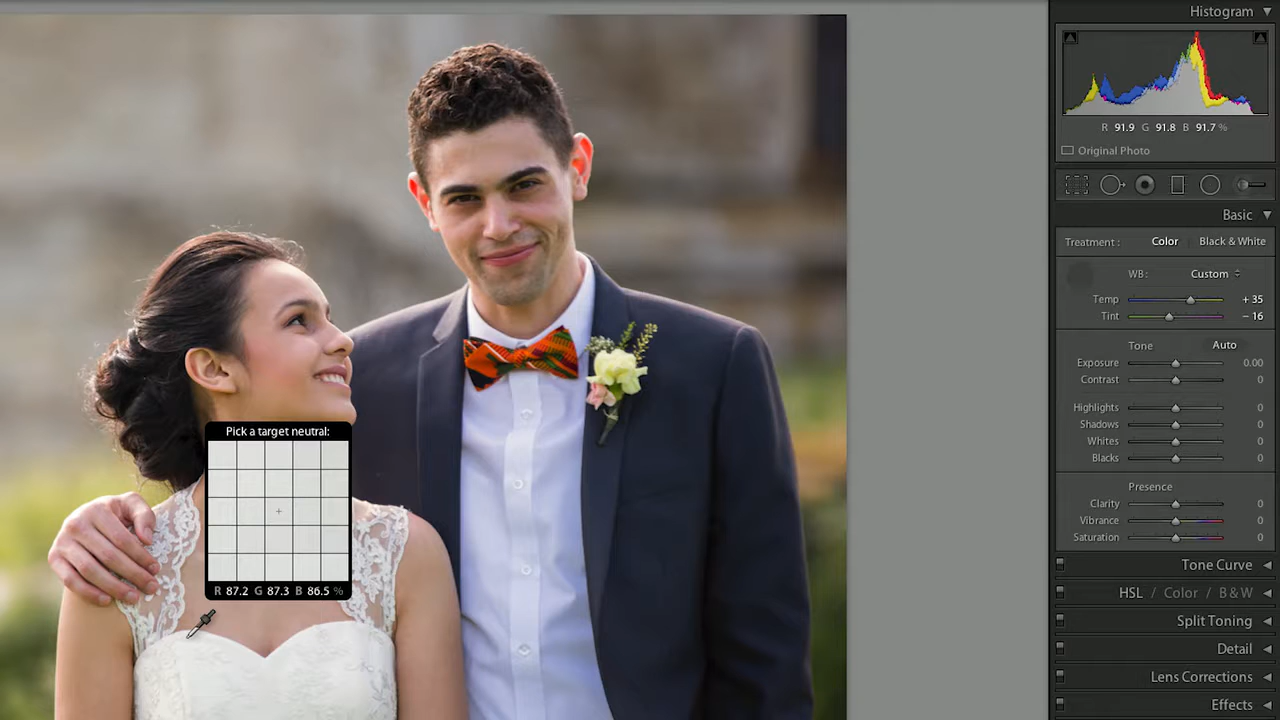 Histogram
R 91.9 G 91.8 B 91.7 %
Original Photo
Basic
Treatment : Color Black & White
WB : Custom
Temp + 35
Tint − 16
Tone Auto
Exposure 0.00
Contrast 0
Highlights 0
Shadows 0
Whites 0
Blacks 0
Presence
Clarity 0
Vibrance 0
Saturation 0
Tone Curve
HSL / Color / B & W
Split Toning
Detail
Lens Corrections
Effects
Pick a target neutral:
R 87.2 G 87.3 B 86.5 %